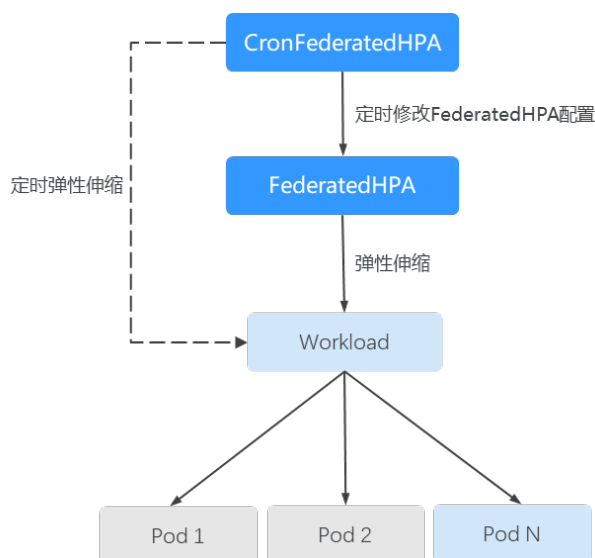 CronFederatedHPA
定时修改FederatedHPA配置
定时弹性伸缩
FederatedHPA
弹性伸缩
Workload
Pod 1
Pod 2
Pod N